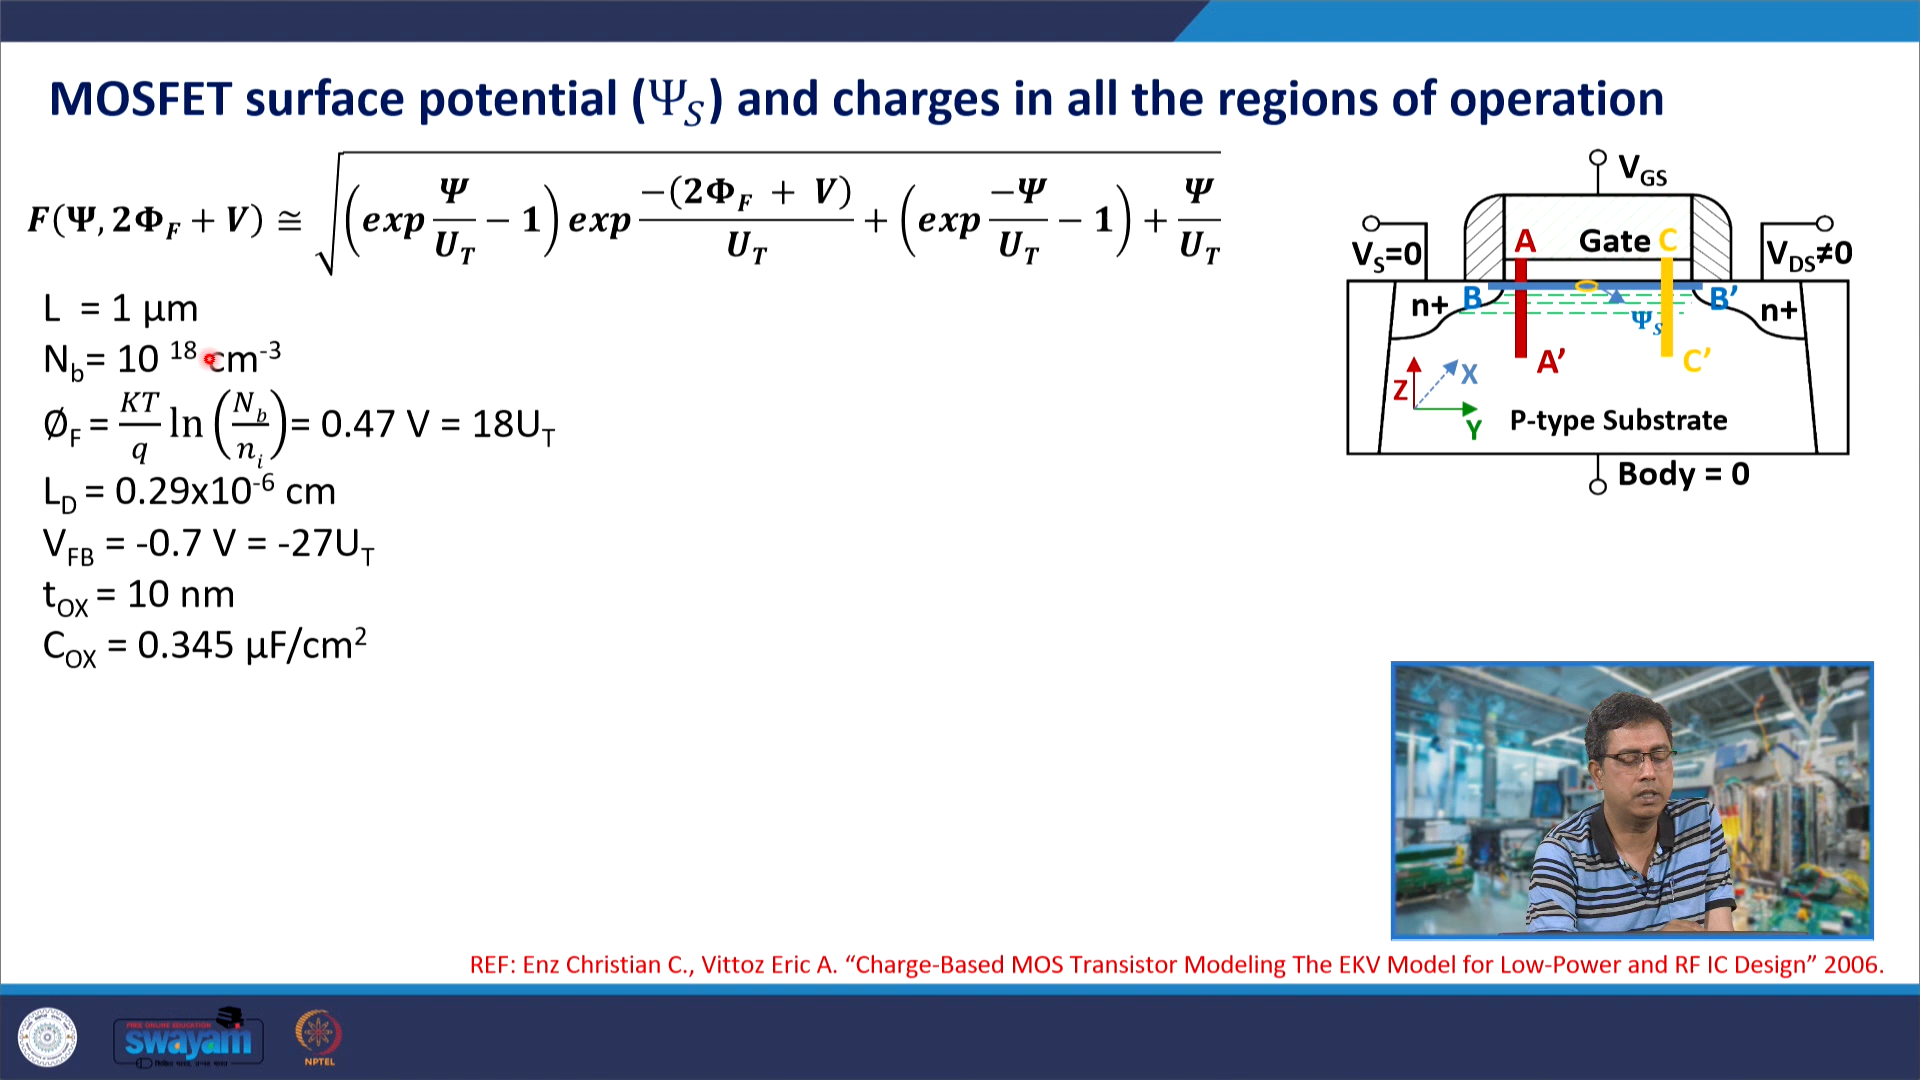 MOSFET surface potential (Ψ_S) and charges in all the regions of operation
F(Ψ, 2Φ_F + V) ≅ √((exp Ψ/U_T − 1) exp −(2Φ_F + V)/U_T + (exp −Ψ/U_T − 1) + Ψ/U_T)
L = 1 μm
N_b= 10^18 cm^-3
Ø_F = KT/q ln (N_b/n_i)= 0.47 V = 18U_T
L_D = 0.29x10^-6 cm
V_FB = -0.7 V = -27U_T
t_OX = 10 nm
C_OX = 0.345 μF/cm^2
V_GS
V_S=0
A
Gate
C
V_DS≠0
n+
B
B’
n+
Ψ_S
A’
C’
Z
X
Y
P-type Substrate
Body = 0
REF: Enz Christian C., Vittoz Eric A. “Charge-Based MOS Transistor Modeling The EKV Model for Low-Power and RF IC Design” 2006.
FREE ONLINE EDUCATION
swayam
NPTEL